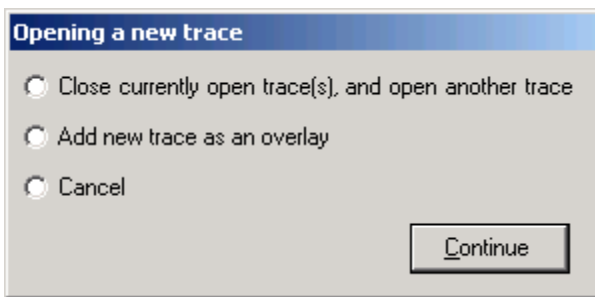 Opening a new trace
Close currently open trace(s), and open another trace
Add new trace as an overlay
Cancel
Continue